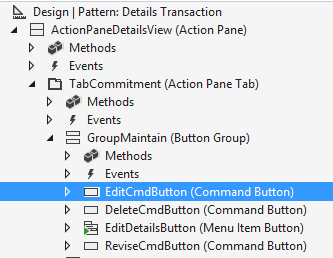 Design | Pattern: Details Transaction
ActionPaneDetailsView (Action Pane)
Methods
Events
TabCommitment (Action Pane Tab)
Methods
Events
GroupMaintain (Button Group)
Methods
Events
EditCmdButton (Command Button)
DeleteCmdButton (Command Button)
EditDetailsButton (Menu Item Button)
ReviseCmdButton (Command Button)